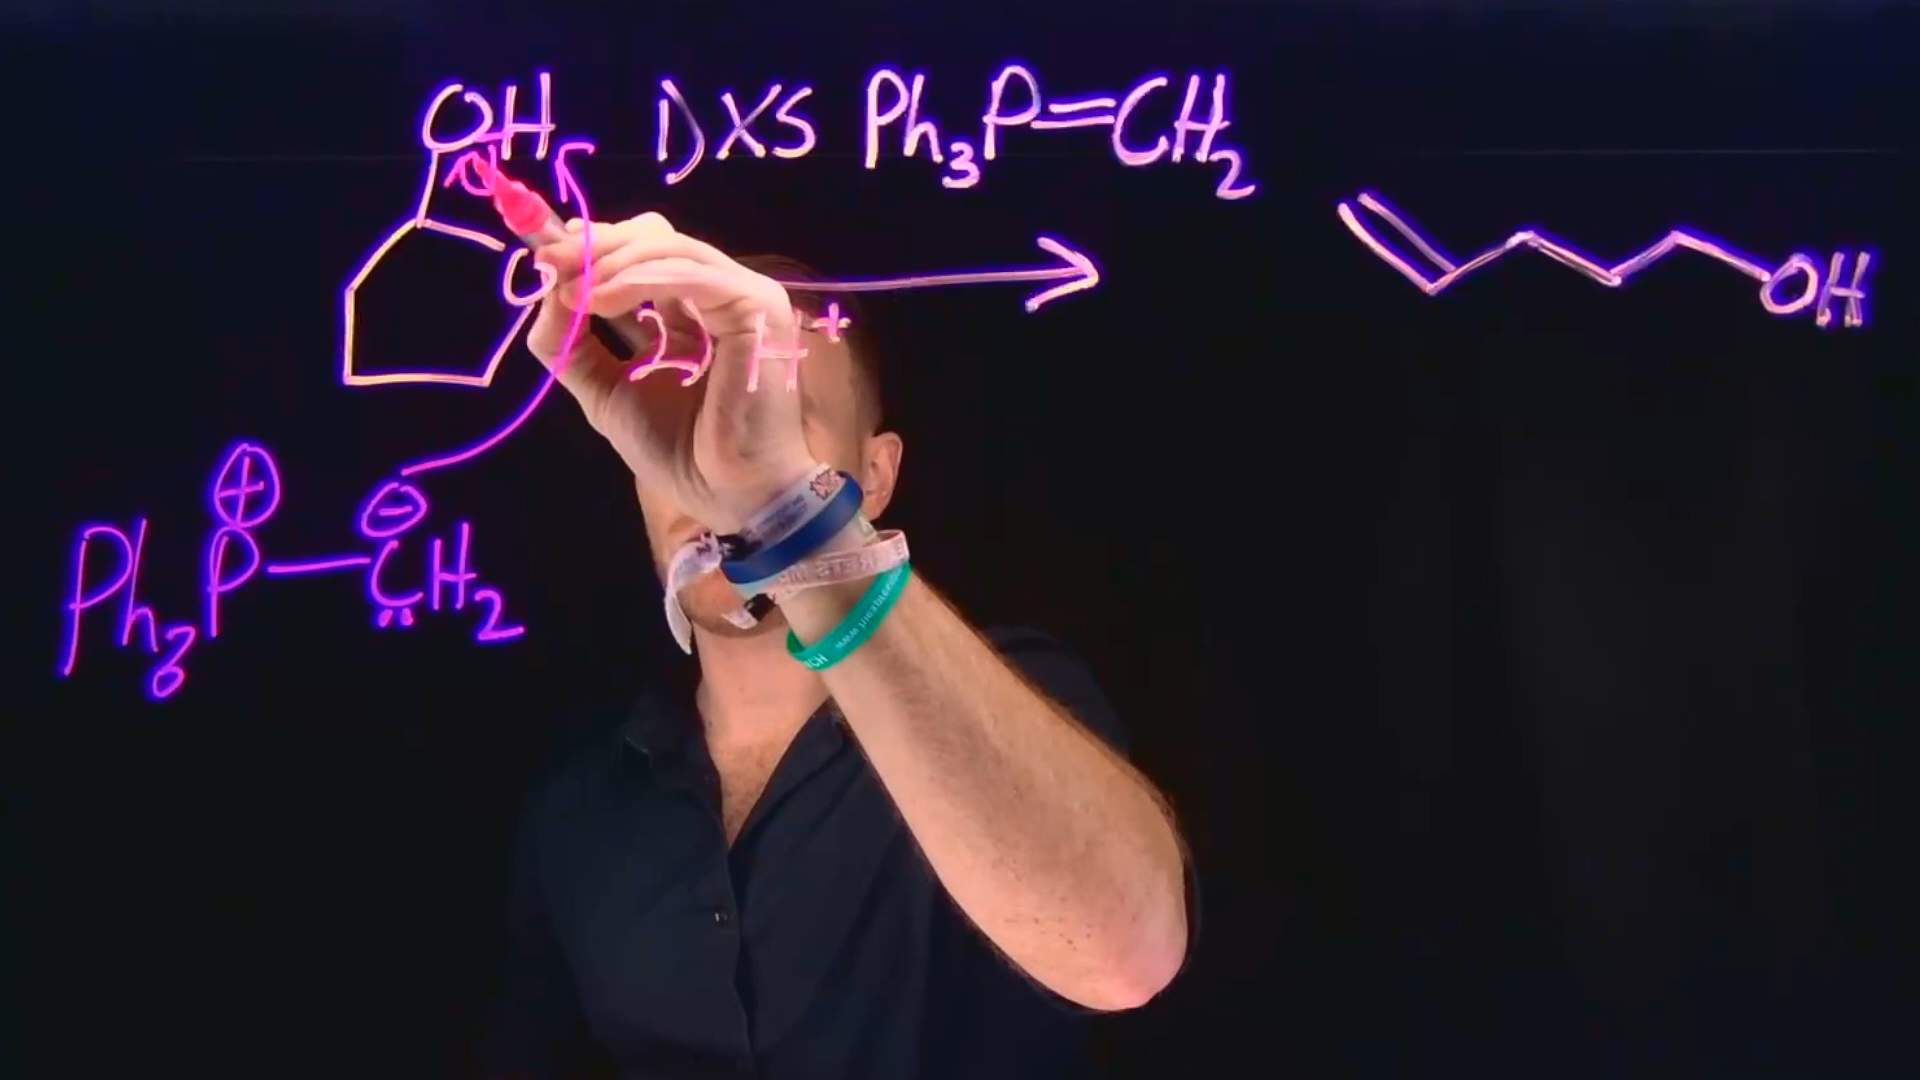 OH 1) XS Ph3P=CH2
O
2) H+
OH
⊕ ⊖
Ph3P—CH2